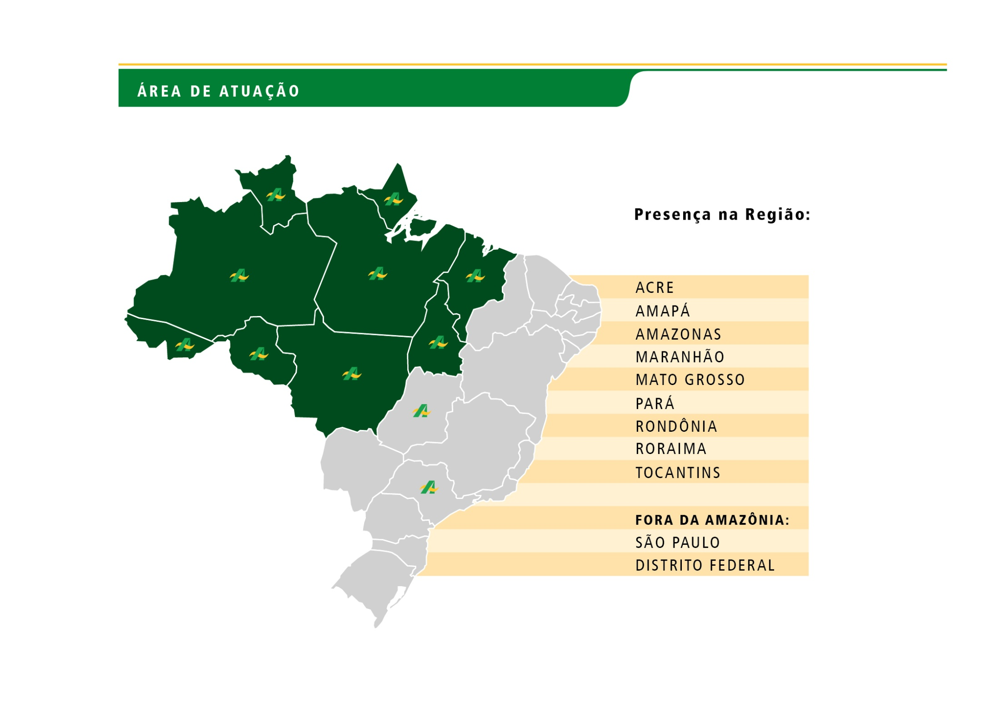 ÁREA DE ATUAÇÃO
Presença na Região:
ACRE
AMAPÁ
AMAZONAS
MARANHÃO
MATO GROSSO
PARÁ
RONDÔNIA
RORAIMA
TOCANTINS
FORA DA AMAZÔNIA:
SÃO PAULO
DISTRITO FEDERAL